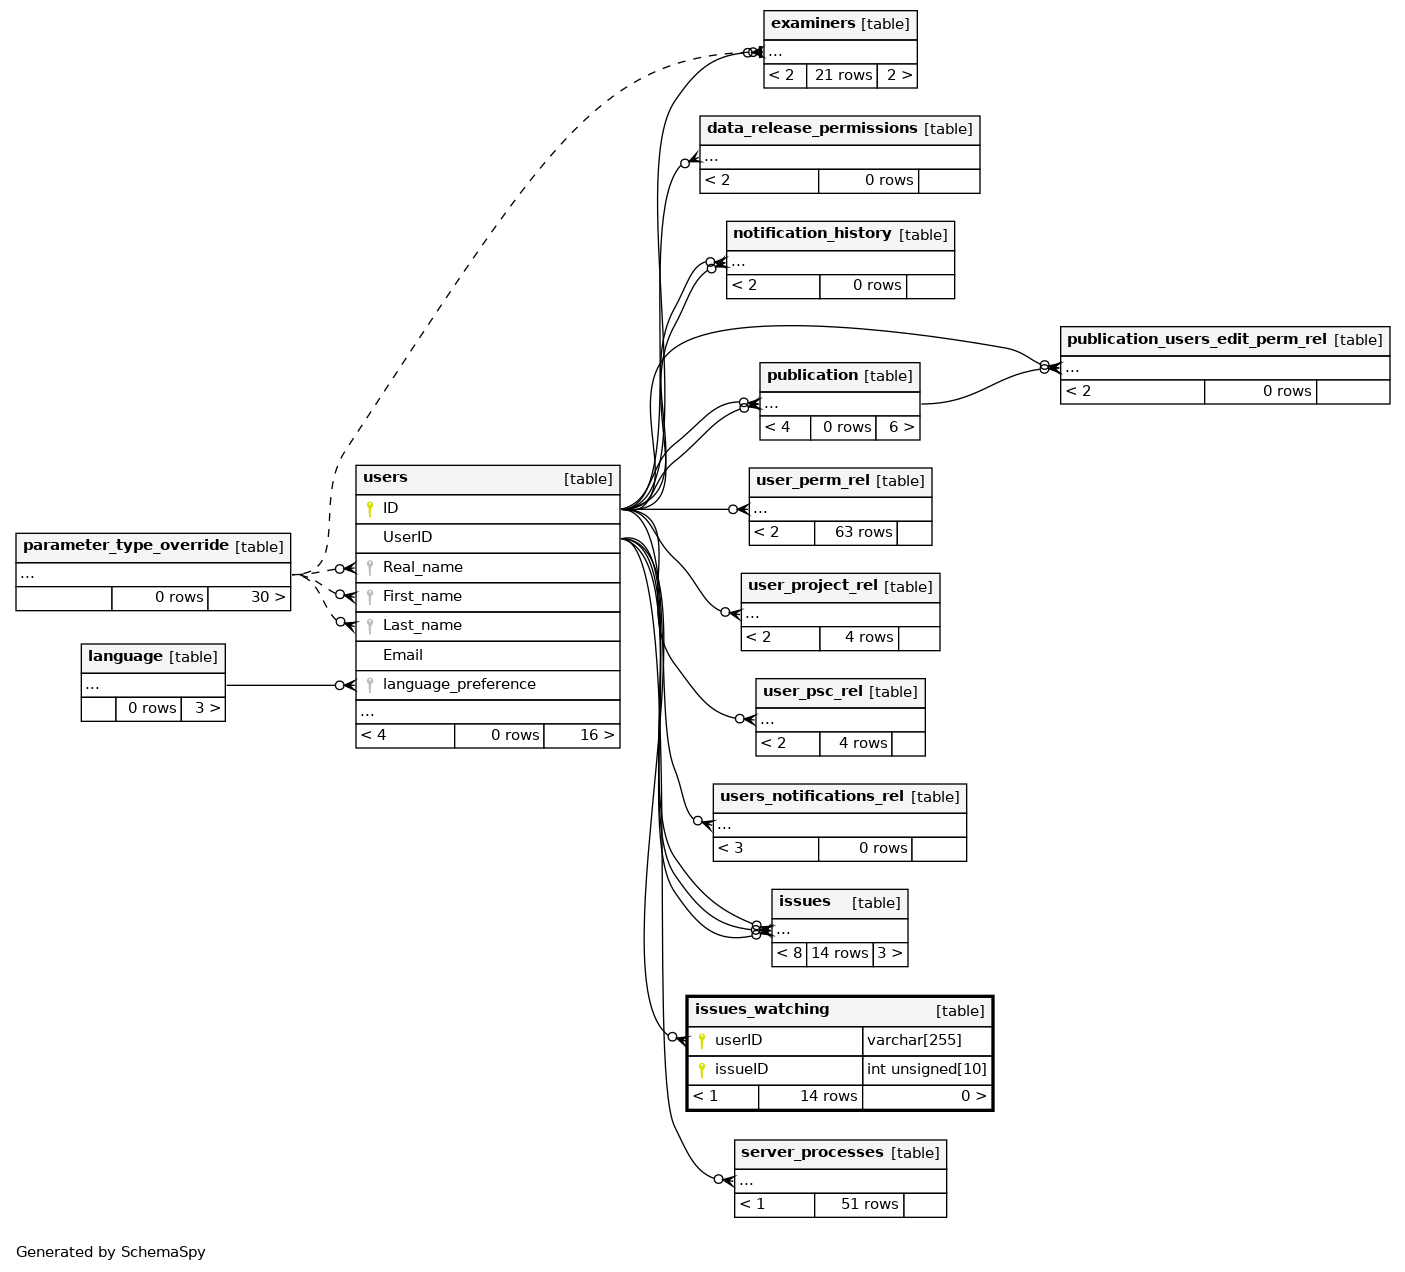 examiners [table]
...
< 2 21 rows 2 >
data_release_permissions [table]
...
< 2 0 rows
notification_history [table]
...
< 2 0 rows
publication_users_edit_perm_rel [table]
...
< 2 0 rows
publication [table]
...
< 4 0 rows 6 >
users [table]
ID
UserID
Real_name
First_name
Last_name
Email
language_preference
...
< 4 0 rows 16 >
user_perm_rel [table]
...
< 2 63 rows
parameter_type_override [table]
...
0 rows 30 >
user_project_rel [table]
...
< 2 4 rows
language [table]
...
0 rows 3 >
user_psc_rel [table]
...
< 2 4 rows
users_notifications_rel [table]
...
< 3 0 rows
issues [table]
...
< 8 14 rows 3 >
issues_watching [table]
userID varchar[255]
issueID int unsigned[10]
< 1 14 rows 0 >
server_processes [table]
...
< 1 51 rows
Generated by SchemaSpy